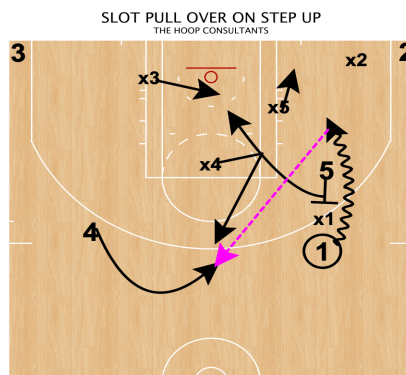 SLOT PULL OVER ON STEP UP
THE HOOP CONSULTANTS
3
2
x2
x3
x5
x4
5
x1
4
1